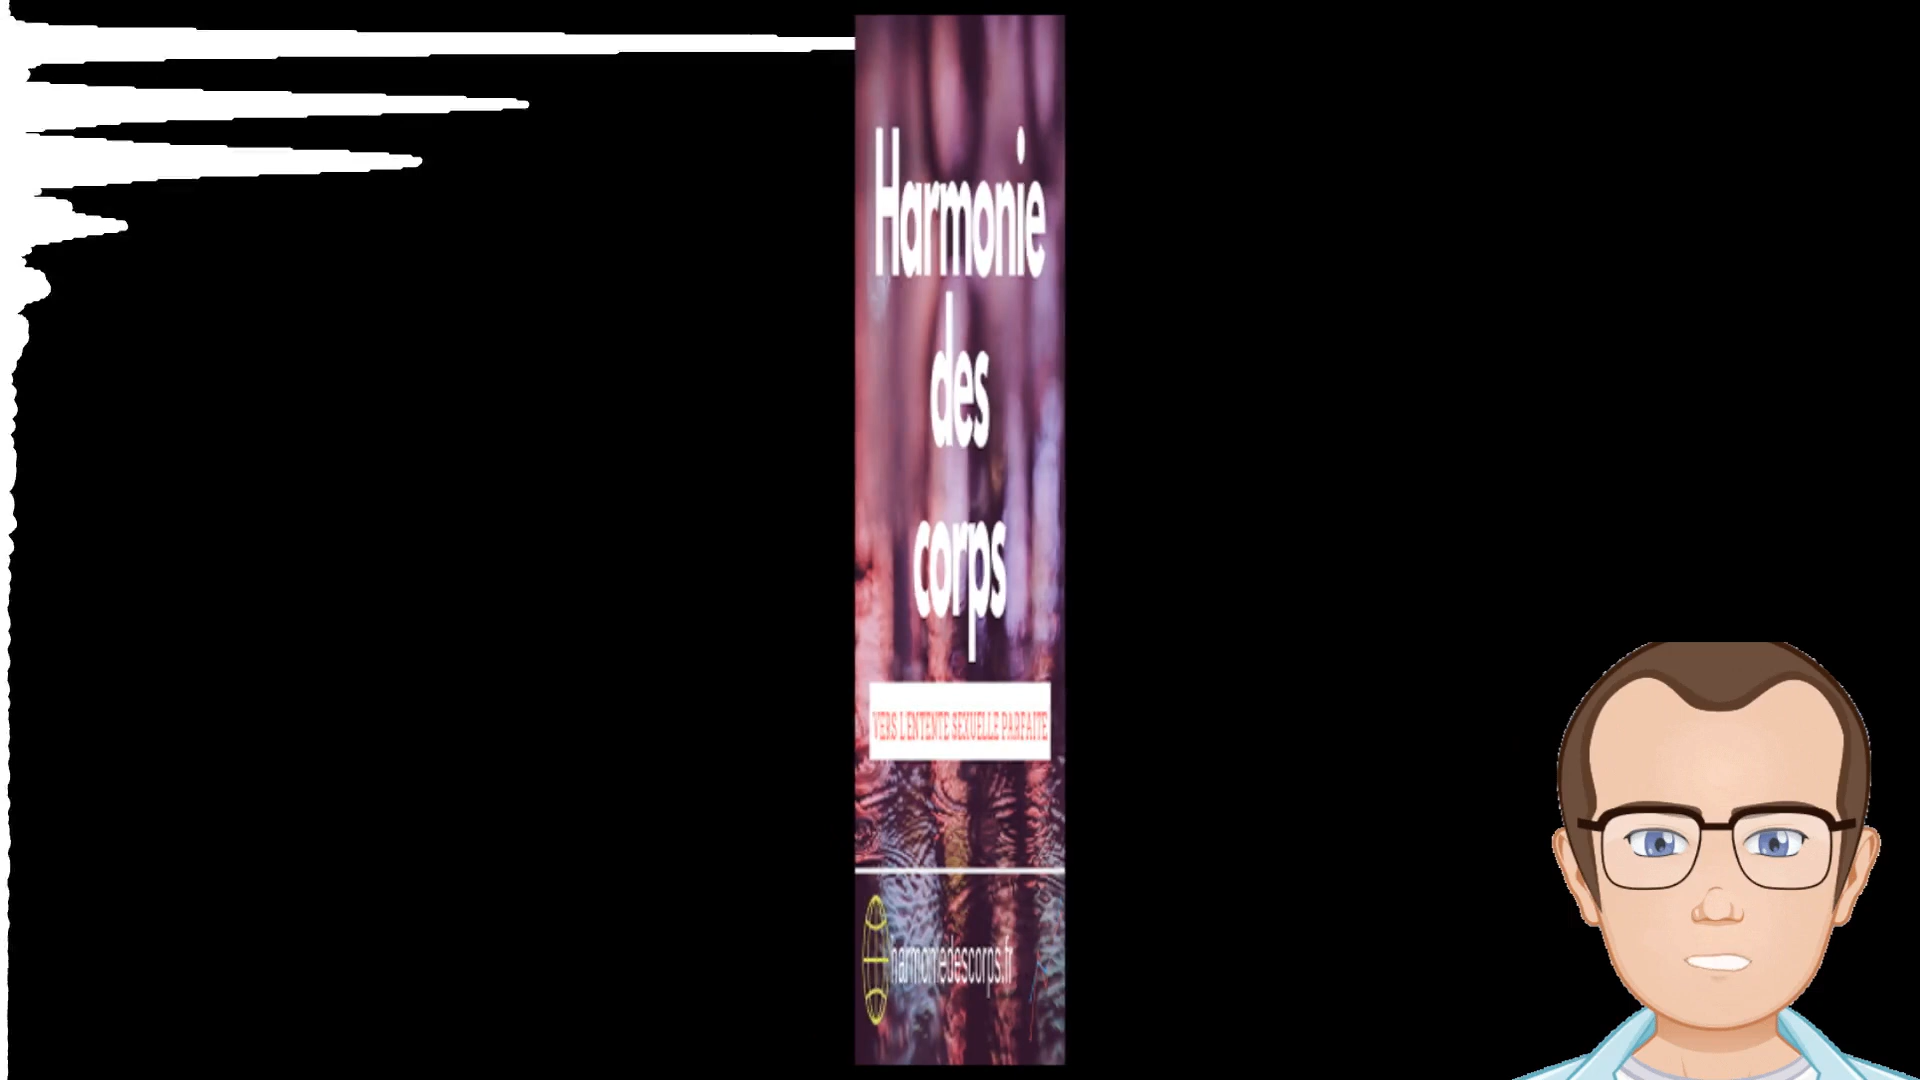 Harmonie
des
corps
VERS L'ENTENTE SEXUELLE PARFAITE
harmoniedescorps.fr